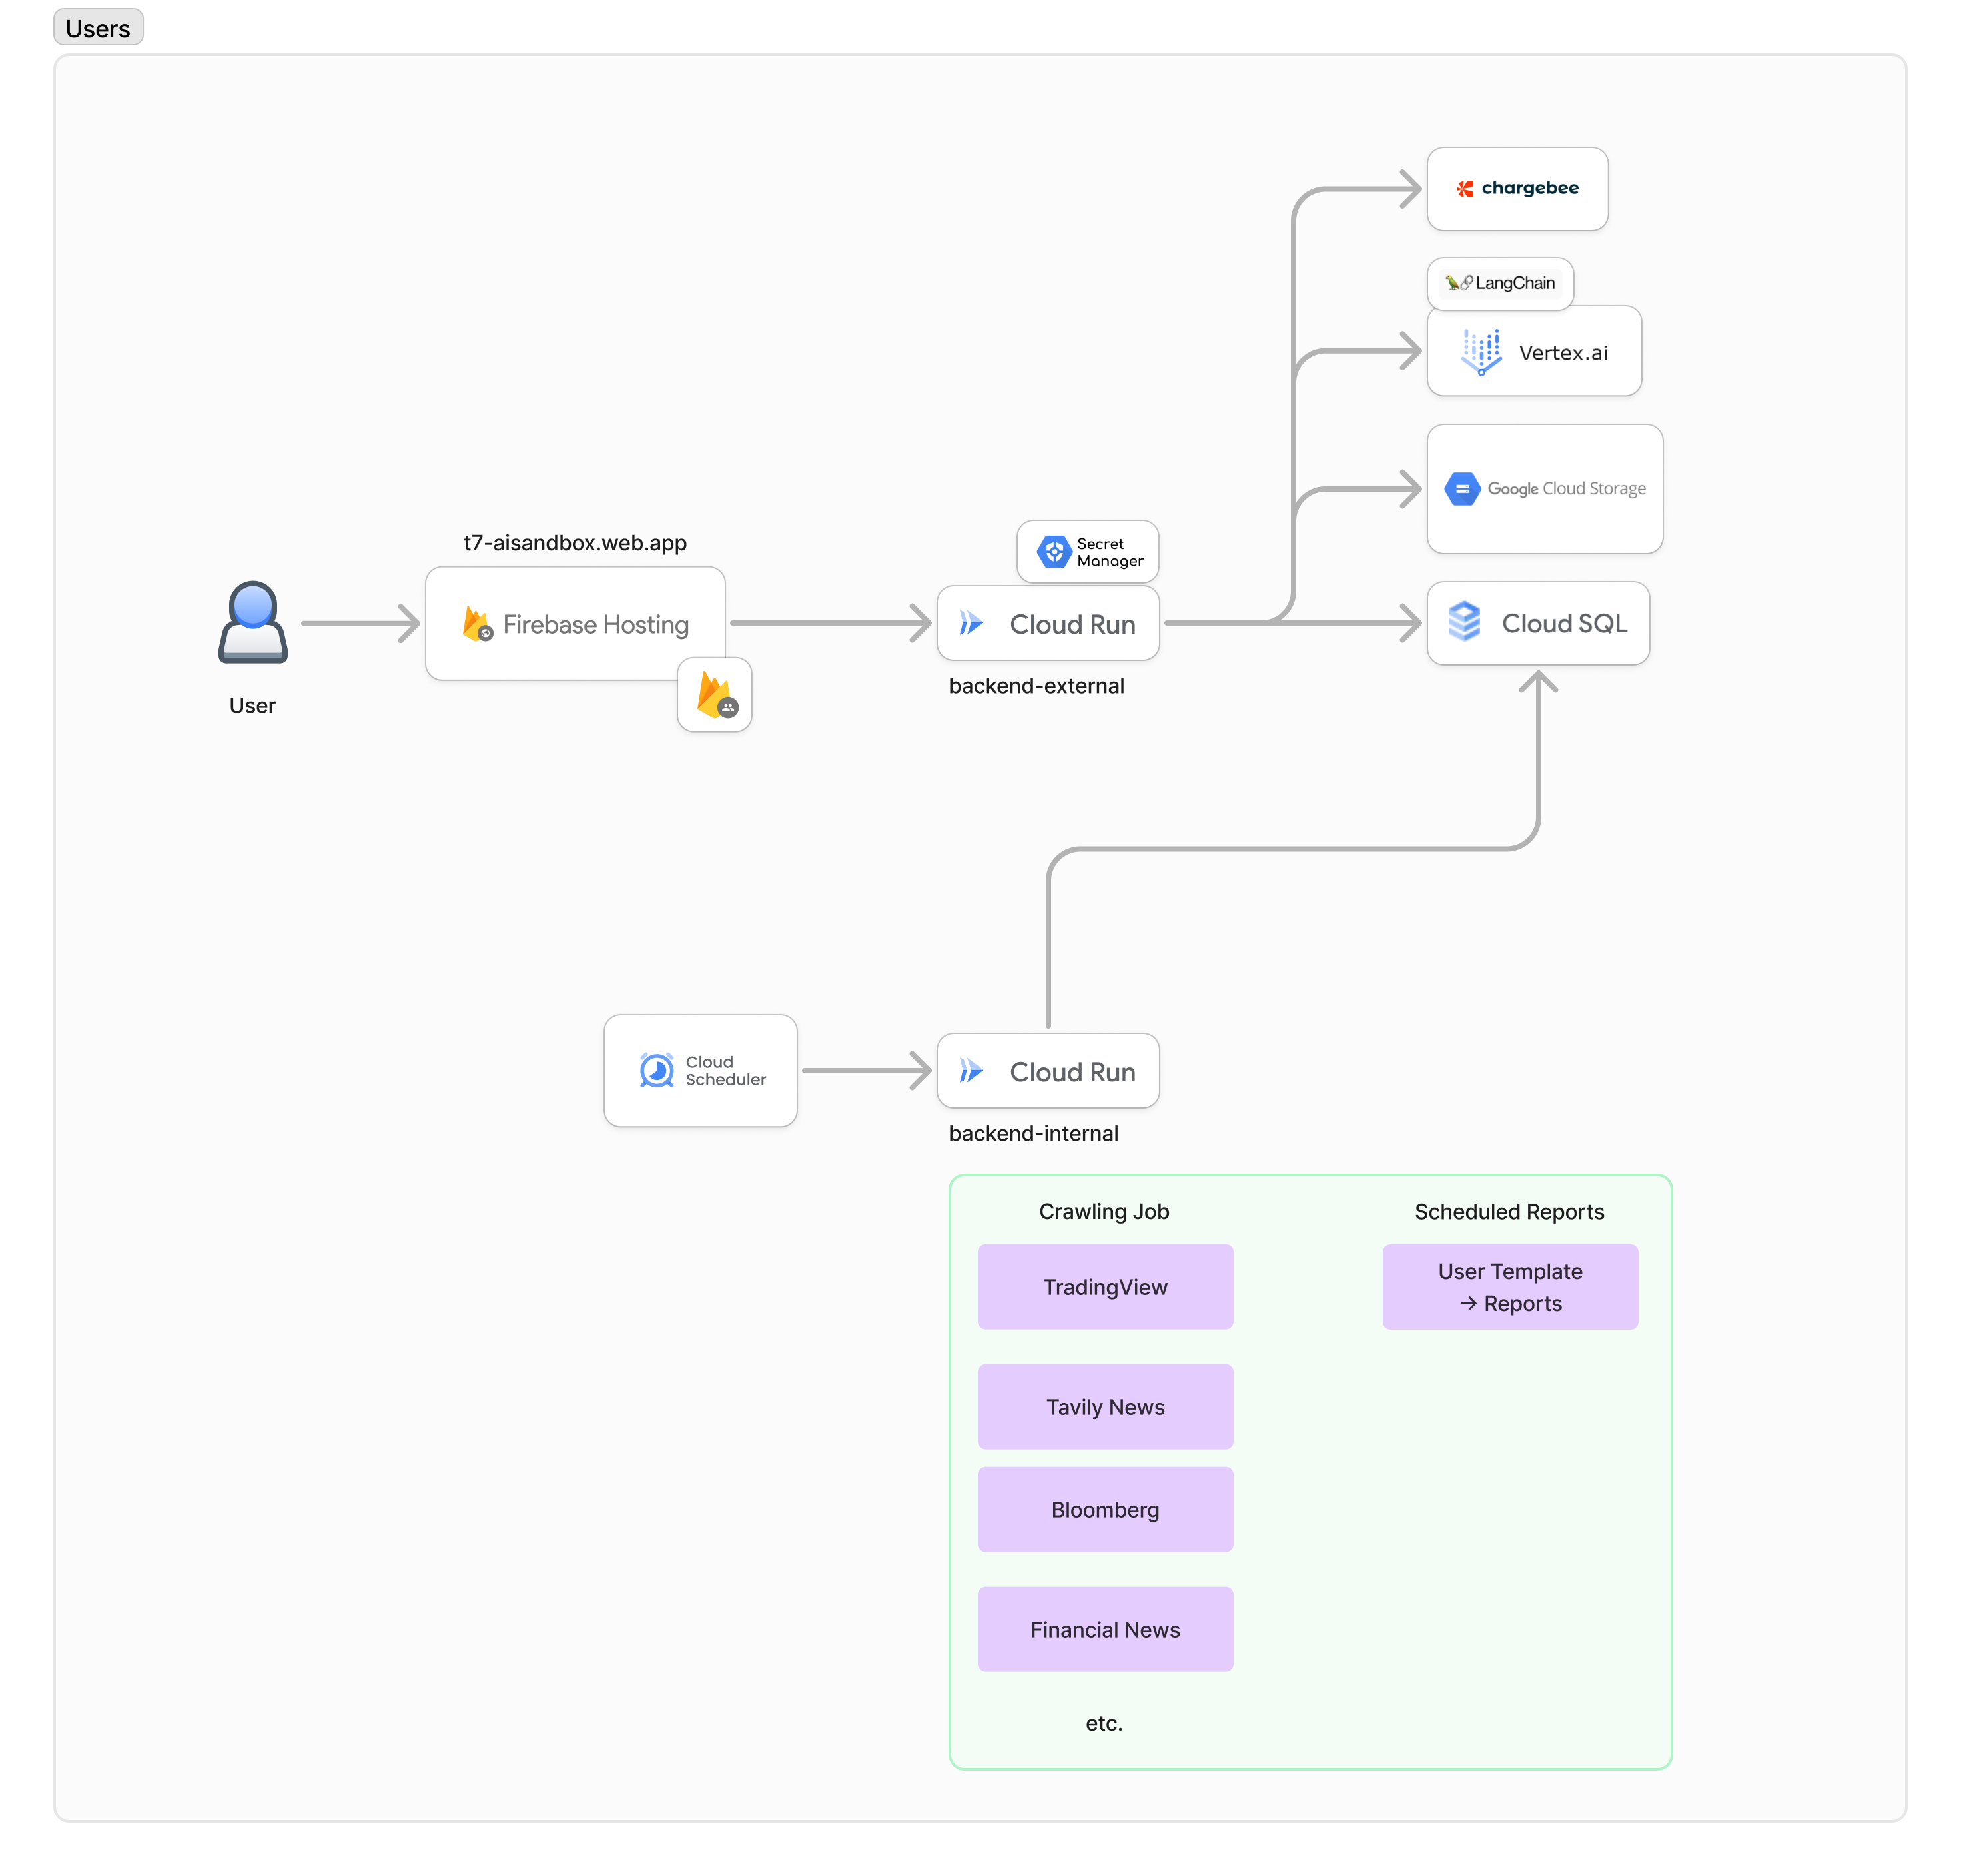 Users
chargebee
LangChain
Vertex.ai
Google Cloud Storage
Secret
Manager
t7-aisandbox.web.app
Firebase Hosting
Cloud Run
Cloud SQL
backend-external
User
Cloud
Scheduler
Cloud Run
backend-internal
Crawling Job
Scheduled Reports
TradingView
User Template
→ Reports
Tavily News
Bloomberg
Financial News
etc.